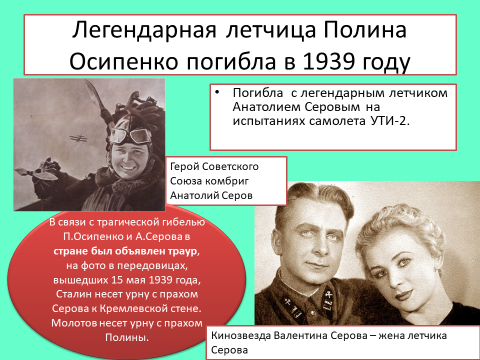 Легендарная летчица Полина
Осипенко погибла в 1939 году
• Погибла с легендарным летчиком
Анатолием Серовым на
испытаниях самолета УТИ-2.
Герой Советского
Союза комбриг
Анатолий Серов
В связи с трагической гибелью
П.Осипенко и А.Серова в
стране был объявлен траур,
на фото в передовицах,
вышедших 15 мая 1939 года,
Сталин несет урну с прахом
Серова к Кремлевской стене.
Молотов несет урну с прахом
Полины.
Кинозвезда Валентина Серова – жена летчика
Серова